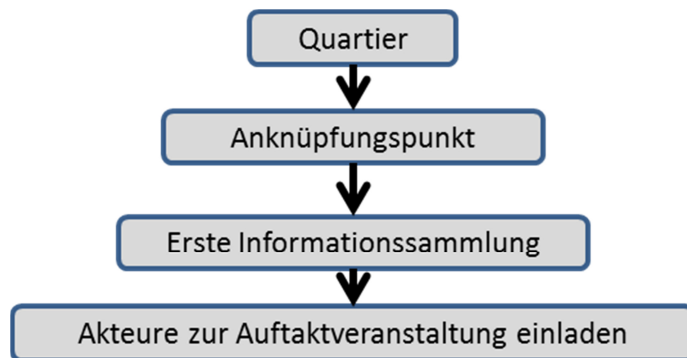 Quartier
Anknüpfungspunkt
Erste Informationssammlung
Akteure zur Auftaktveranstaltung einladen